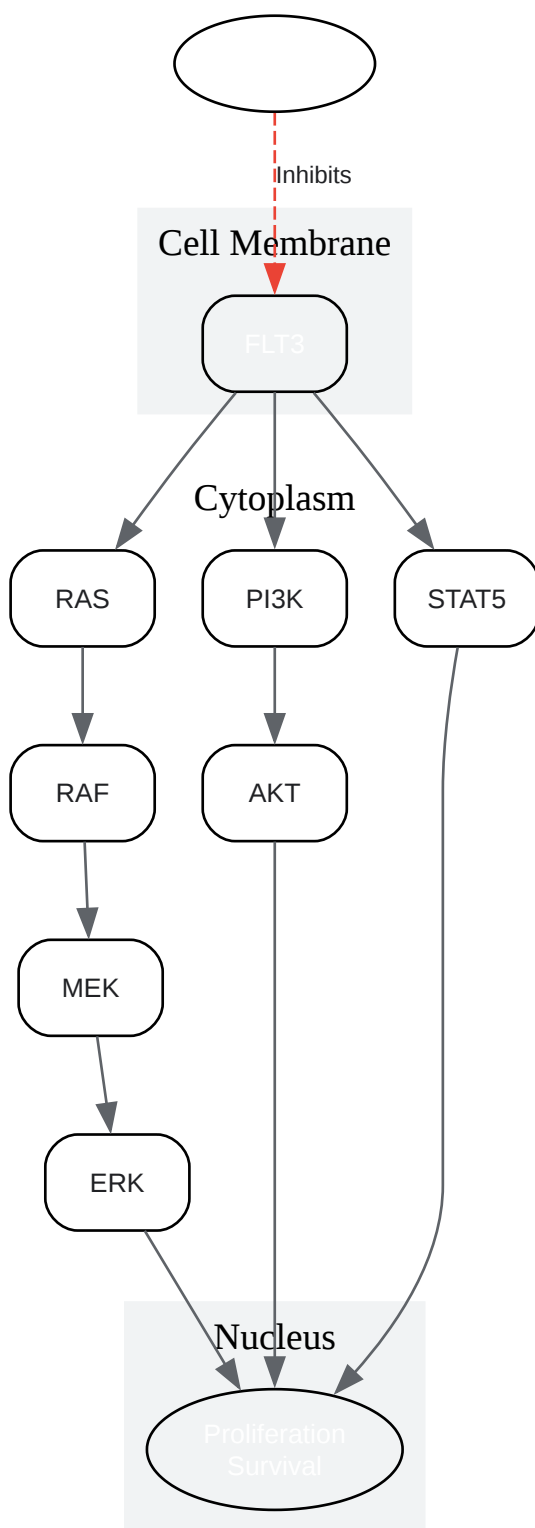 Inhibits
Cell Membrane
FLT3
Cytoplasm
RAS
PI3K
STAT5
RAF
AKT
MEK
ERK
Nucleus
Proliferation
Survival